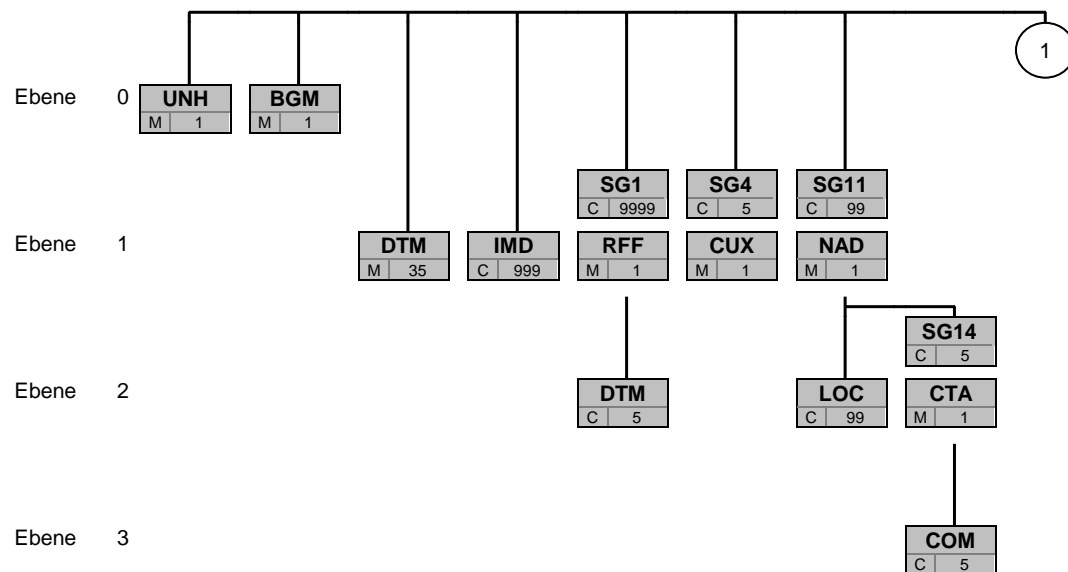 1
Ebene 0
UNH BGM
M 1 M 1
SG1 SG4 SG11
C 9999 C 5 C 99
Ebene 1
DTM IMD RFF CUX NAD
M 35 C 999 M 1 M 1 M 1
SG14
C 5
Ebene 2
DTM LOC CTA
C 5 C 99 M 1
Ebene 3
COM
C 5